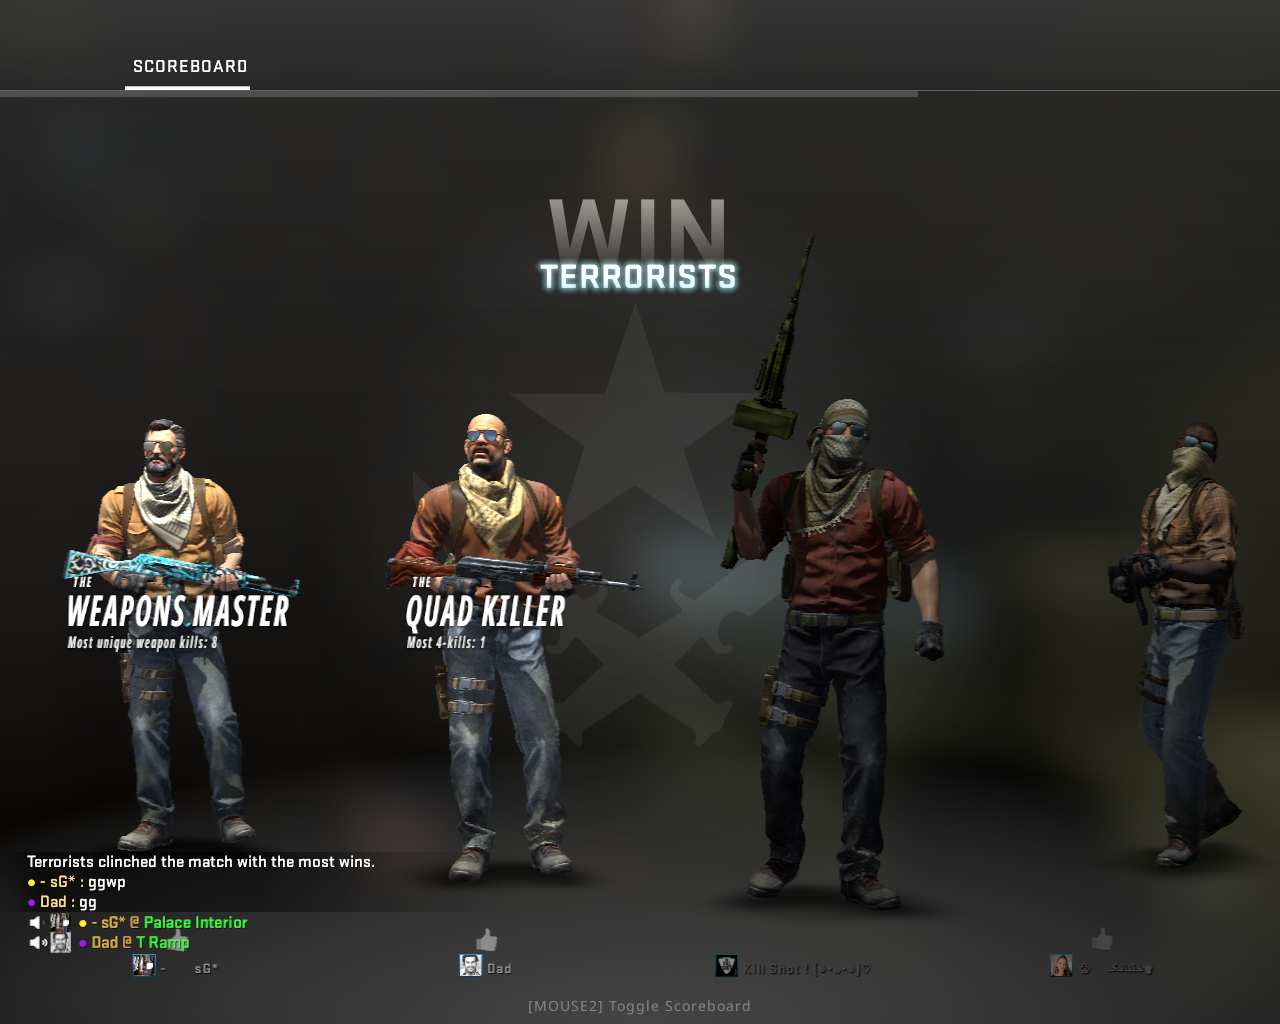 SCOREBOARD
WIN
TERRORISTS
THE
WEAPONS MASTER
Most unique weapon kills: 8
THE
QUAD KILLER
Most 4-kills: 1
Terrorists clinched the match with the most wins.
- sG* : ggwp
Dad : gg
- sG* @ Palace Interior
Dad @ T Ramp
- sG*
Dad
Kill Shot !
[MOUSE2] Toggle Scoreboard